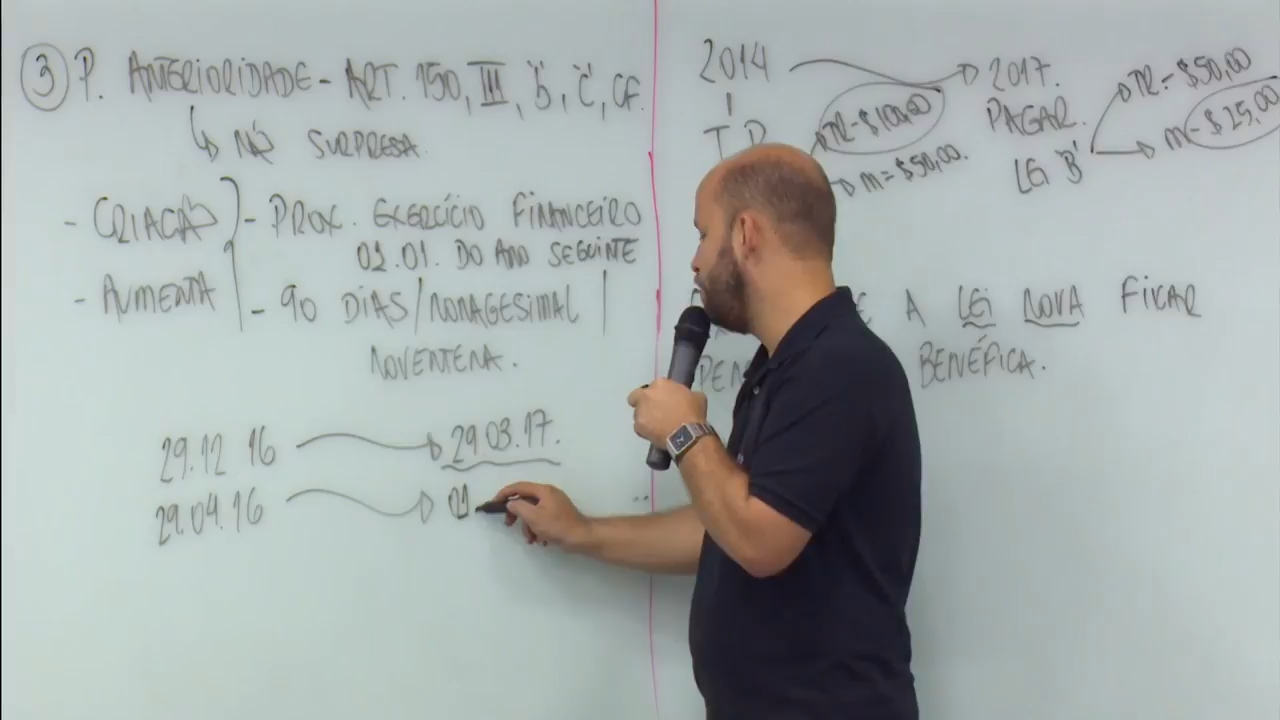 3 P. ANTERIORIDADE - ART. 150, III, "b", "c", CF.
↳ NÃO SURPRESA.
- CRIAÇÃO
- AUMENTA
- PROX. EXERCÍCIO FINANCEIRO
01.01. DO ANO SEGUINTE
- 90 DIAS/NONAGESIMAL
NOVENTENA.
29.12 16 → 29 03.17.
29.04.16 → 01
2014 → 2017.
PAGAR.
LEI "B"
TR - $100,00
m = $50,00.
TR - $50,00
m - $25,00
A LEI NOVA FICAR
BENÉFICA.